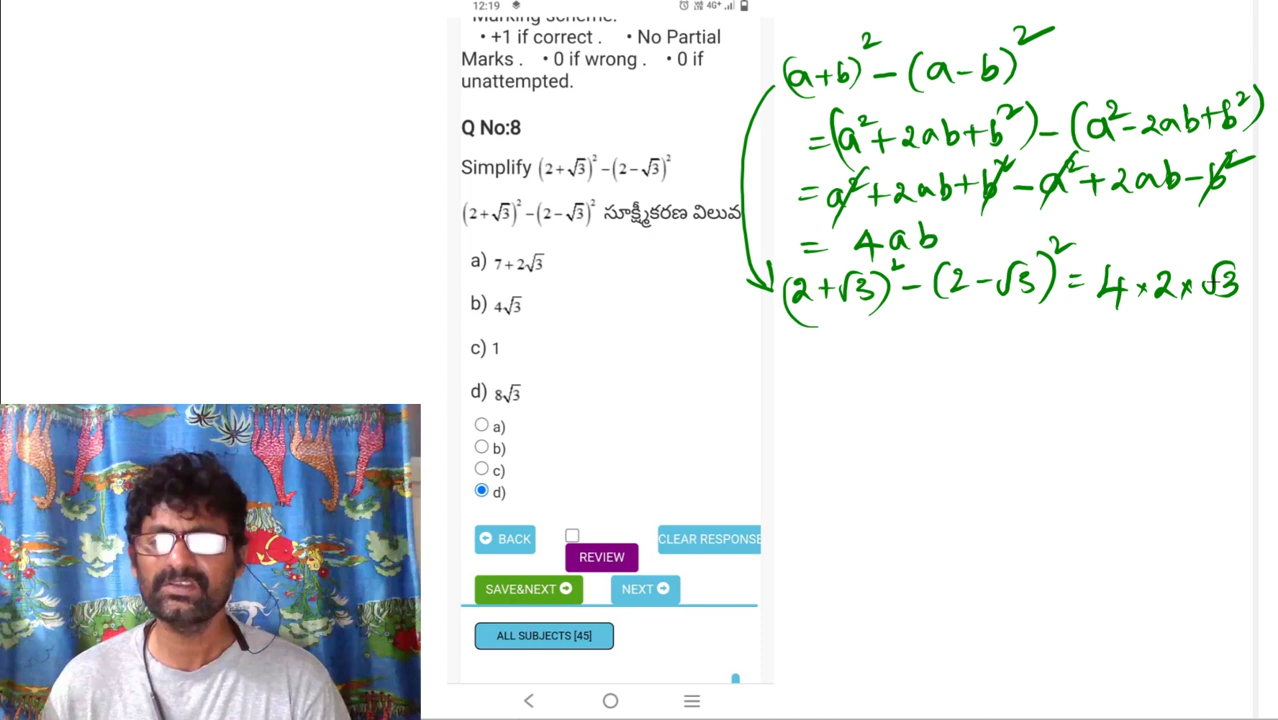 12:19 4G+
Marking Scheme:
• +1 if correct . • No Partial
Marks . • 0 if wrong . • 0 if
unattempted.
Q No:8
Simplify (2+√3)² −(2−√3)²
(2+√3)² −(2−√3)² సూక్ష్మీకరణ విలువ
a) 7+2√3
b) 4√3
c) 1
d) 8√3
a)
b)
c)
d)
BACK
REVIEW
CLEAR RESPONSE
SAVE&NEXT
NEXT
ALL SUBJECTS [45]
(a+b)² − (a−b)²
=(a²+2ab+b²)−(a²−2ab+b²)
= a²+2ab+b²−a²+2ab−b²
= 4ab
(2+√3)² − (2−√3)² = 4×2×√3